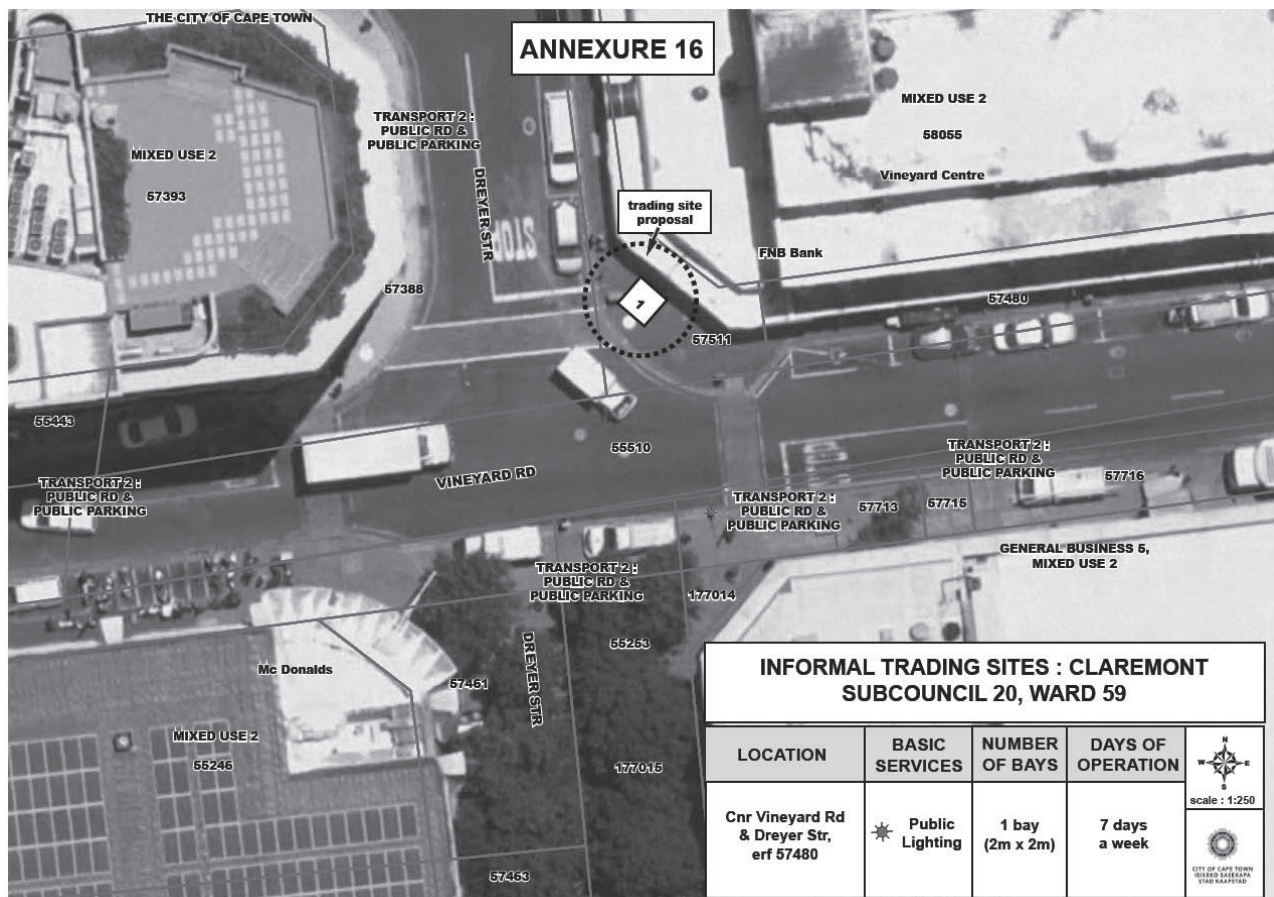 THE CITY OF CAPE TOWN
ANNEXURE 16
MIXED USE 2
58055
Vineyard Centre
TRANSPORT 2 :
PUBLIC RD &
PUBLIC PARKING
MIXED USE 2
57393
DREYER STR
STOP
trading site
proposal
1
FNB Bank
57388
57480
57511
55443
55510
VINEYARD RD
TRANSPORT 2 :
PUBLIC RD &
PUBLIC PARKING
TRANSPORT 2 :
PUBLIC RD &
PUBLIC PARKING
57716
57715
57713
TRANSPORT 2 :
PUBLIC RD &
PUBLIC PARKING
GENERAL BUSINESS 5,
MIXED USE 2
TRANSPORT 2 :
PUBLIC RD &
PUBLIC PARKING
177014
55253
DREYER STR
Mc Donalds
57461
MIXED USE 2
55246
177015
57463
INFORMAL TRADING SITES : CLAREMONT
SUBCOUNCIL 20, WARD 59
LOCATION
BASIC
SERVICES
NUMBER
OF BAYS
DAYS OF
OPERATION
N
W E
S
scale : 1:250
Cnr Vineyard Rd
& Dreyer Str,
erf 57480
Public
Lighting
1 bay
(2m x 2m)
7 days
a week
CITY OF CAPE TOWN
ISIXEKO SASEKAPA
STAD KAAPSTAD